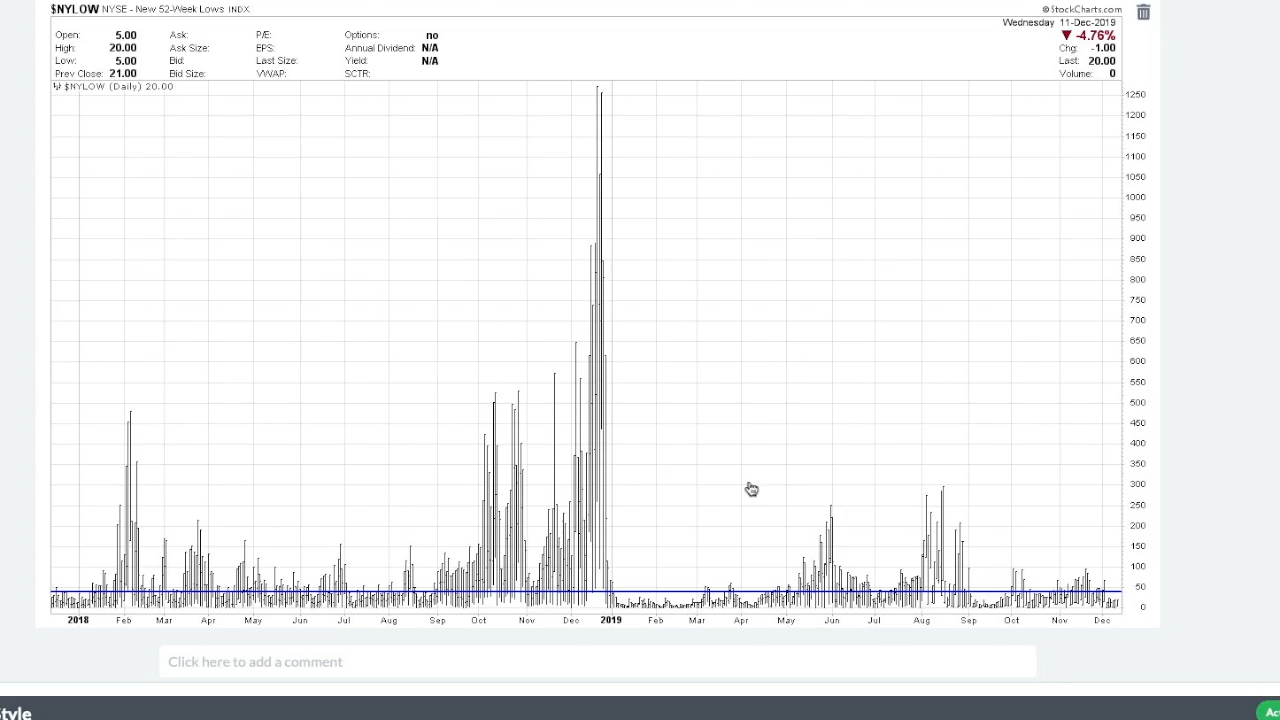 $NYLOW NYSE - New 52-Week Lows INDX
© StockCharts.com
Wednesday 11-Dec-2019
Open: 5.00 Ask: P/E: Options: no ▼ -4.76%
High: 20.00 Ask Size: EPS: Annual Dividend: N/A Chg: -1.00
Low: 5.00 Bid: Last Size: Yield: N/A Last: 20.00
Prev Close: 21.00 Bid Size: VWAP: SCTR: Volume: 0
$NYLOW (Daily) 20.00
1250
1200
1150
1100
1050
1000
950
900
850
800
750
700
650
600
550
500
450
400
350
300
250
200
150
100
50
0
2018 Feb Mar Apr May Jun Jul Aug Sep Oct Nov Dec 2019 Feb Mar Apr May Jun Jul Aug Sep Oct Nov Dec
Click here to add a comment
Style
Ac